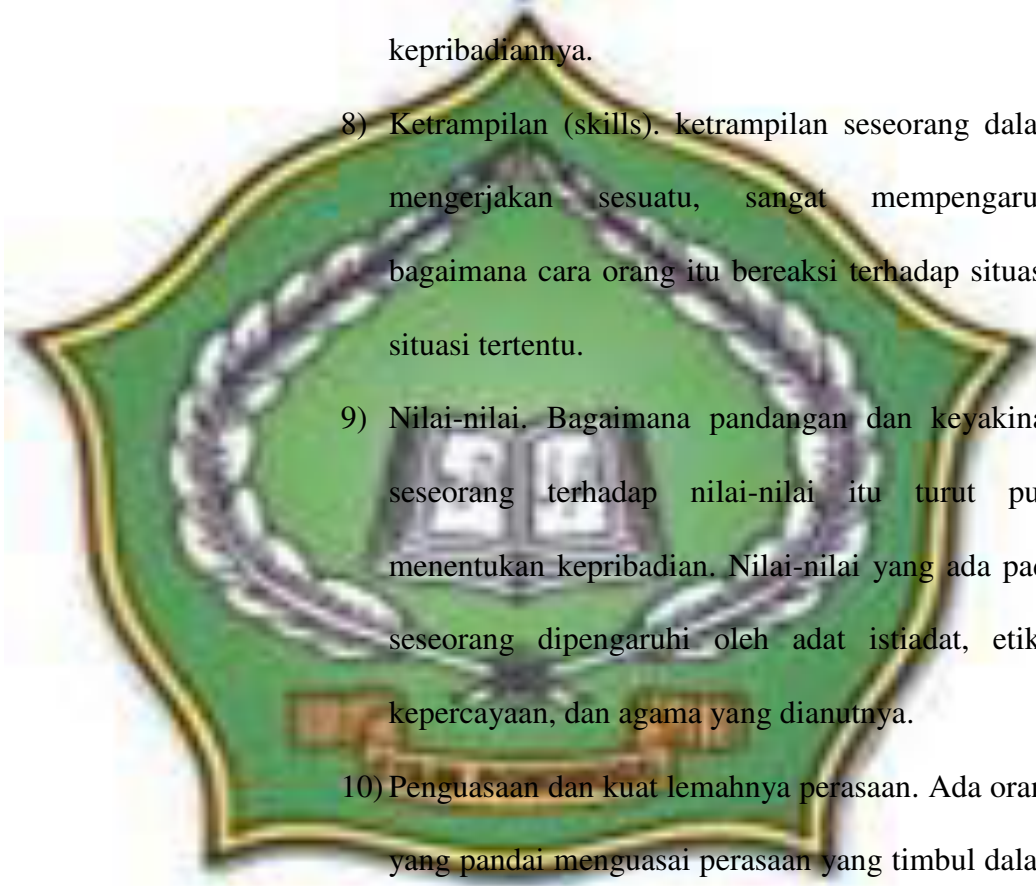 kepribadiannya.
8) Ketrampilan (skills). ketrampilan seseorang dala
mengerjakan sesuatu, sangat mempengaru
bagaimana cara orang itu bereaksi terhadap situas
situasi tertentu.
9) Nilai-nilai. Bagaimana pandangan dan keyakina
seseorang terhadap nilai-nilai itu turut pu
menentukan kepribadian. Nilai-nilai yang ada pad
seseorang dipengaruhi oleh adat istiadat, etik
kepercayaan, dan agama yang dianutnya.
10) Penguasaan dan kuat lemahnya perasaan. Ada oran
yang pandai menguasai perasaan yang timbul dala